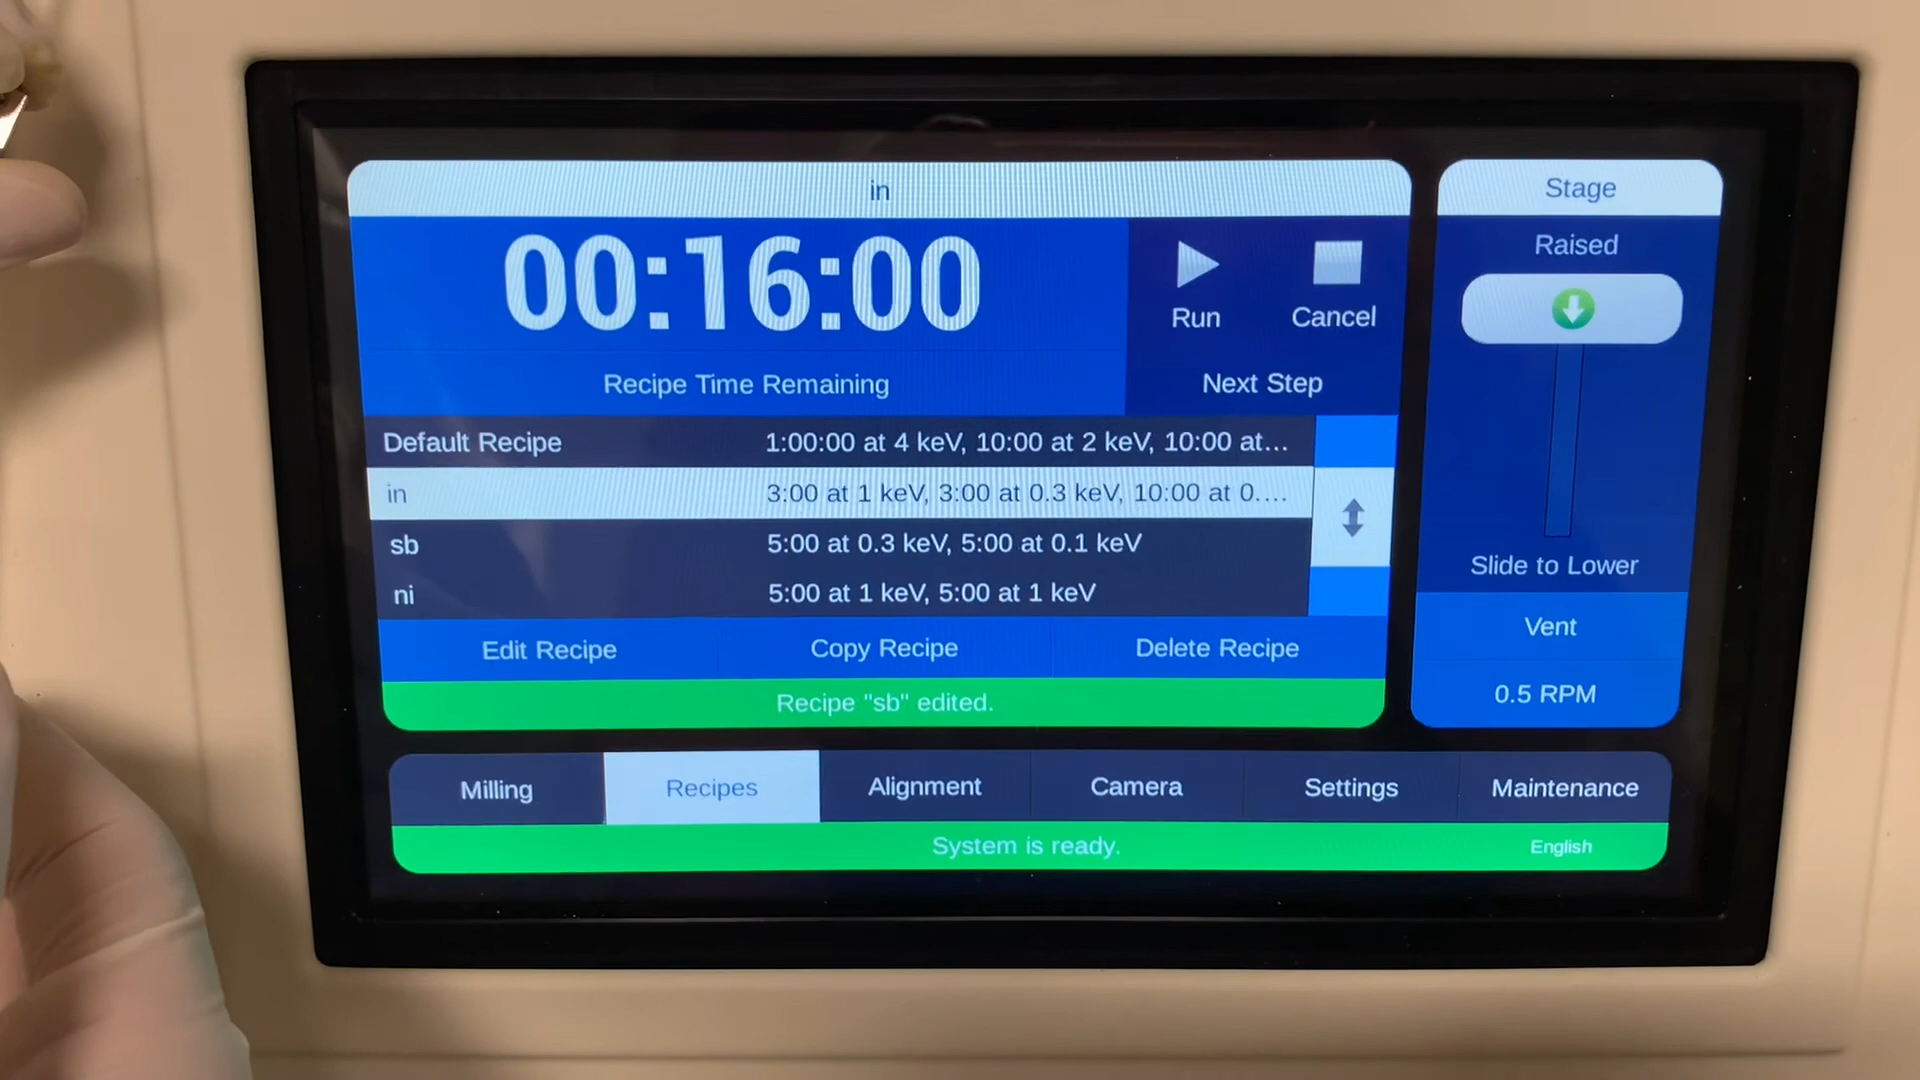 in
00:16:00
Run
Cancel
Recipe Time Remaining
Next Step
Default Recipe 1:00:00 at 4 keV, 10:00 at 2 keV, 10:00 at...
in 3:00 at 1 keV, 3:00 at 0.3 keV, 10:00 at 0....
sb 5:00 at 0.3 keV, 5:00 at 0.1 keV
ni 5:00 at 1 keV, 5:00 at 1 keV
Edit Recipe
Copy Recipe
Delete Recipe
Recipe "sb" edited.
Stage
Raised
Slide to Lower
Vent
0.5 RPM
Milling
Recipes
Alignment
Camera
Settings
Maintenance
System is ready.
English